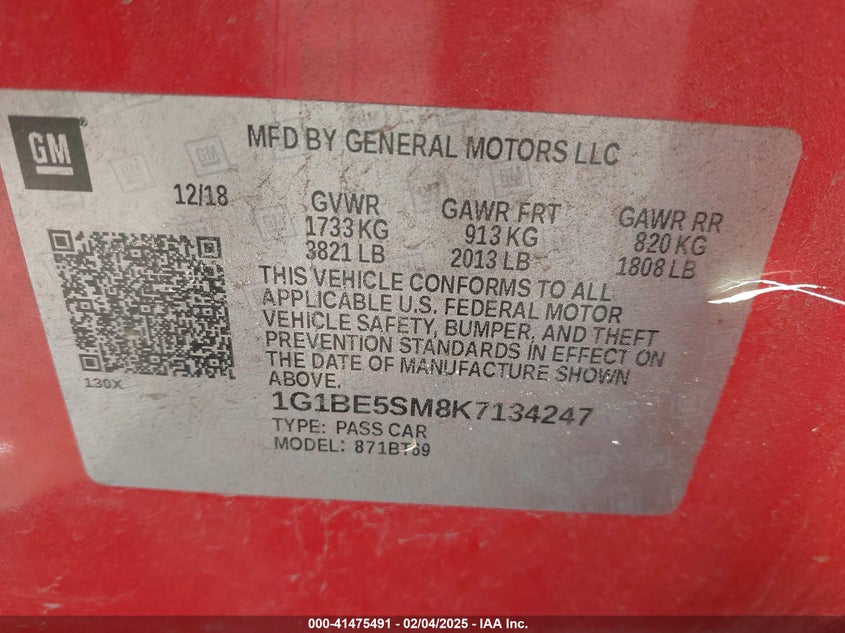 GM
MFD BY GENERAL MOTORS LLC
12/18
GVWR
1733 KG
3821 LB
GAWR FRT
913 KG
2013 LB
GAWR RR
820 KG
1808 LB
THIS VEHICLE CONFORMS TO ALL
APPLICABLE U.S. FEDERAL MOTOR
VEHICLE SAFETY, BUMPER, AND THEFT
PREVENTION STANDARDS IN EFFECT ON
THE DATE OF MANUFACTURE SHOWN
ABOVE.
130X
1G1BE5SM8K7134247
TYPE: PASS CAR
MODEL: 871BT69
000-41475491 - 02/04/2025 - IAA Inc.